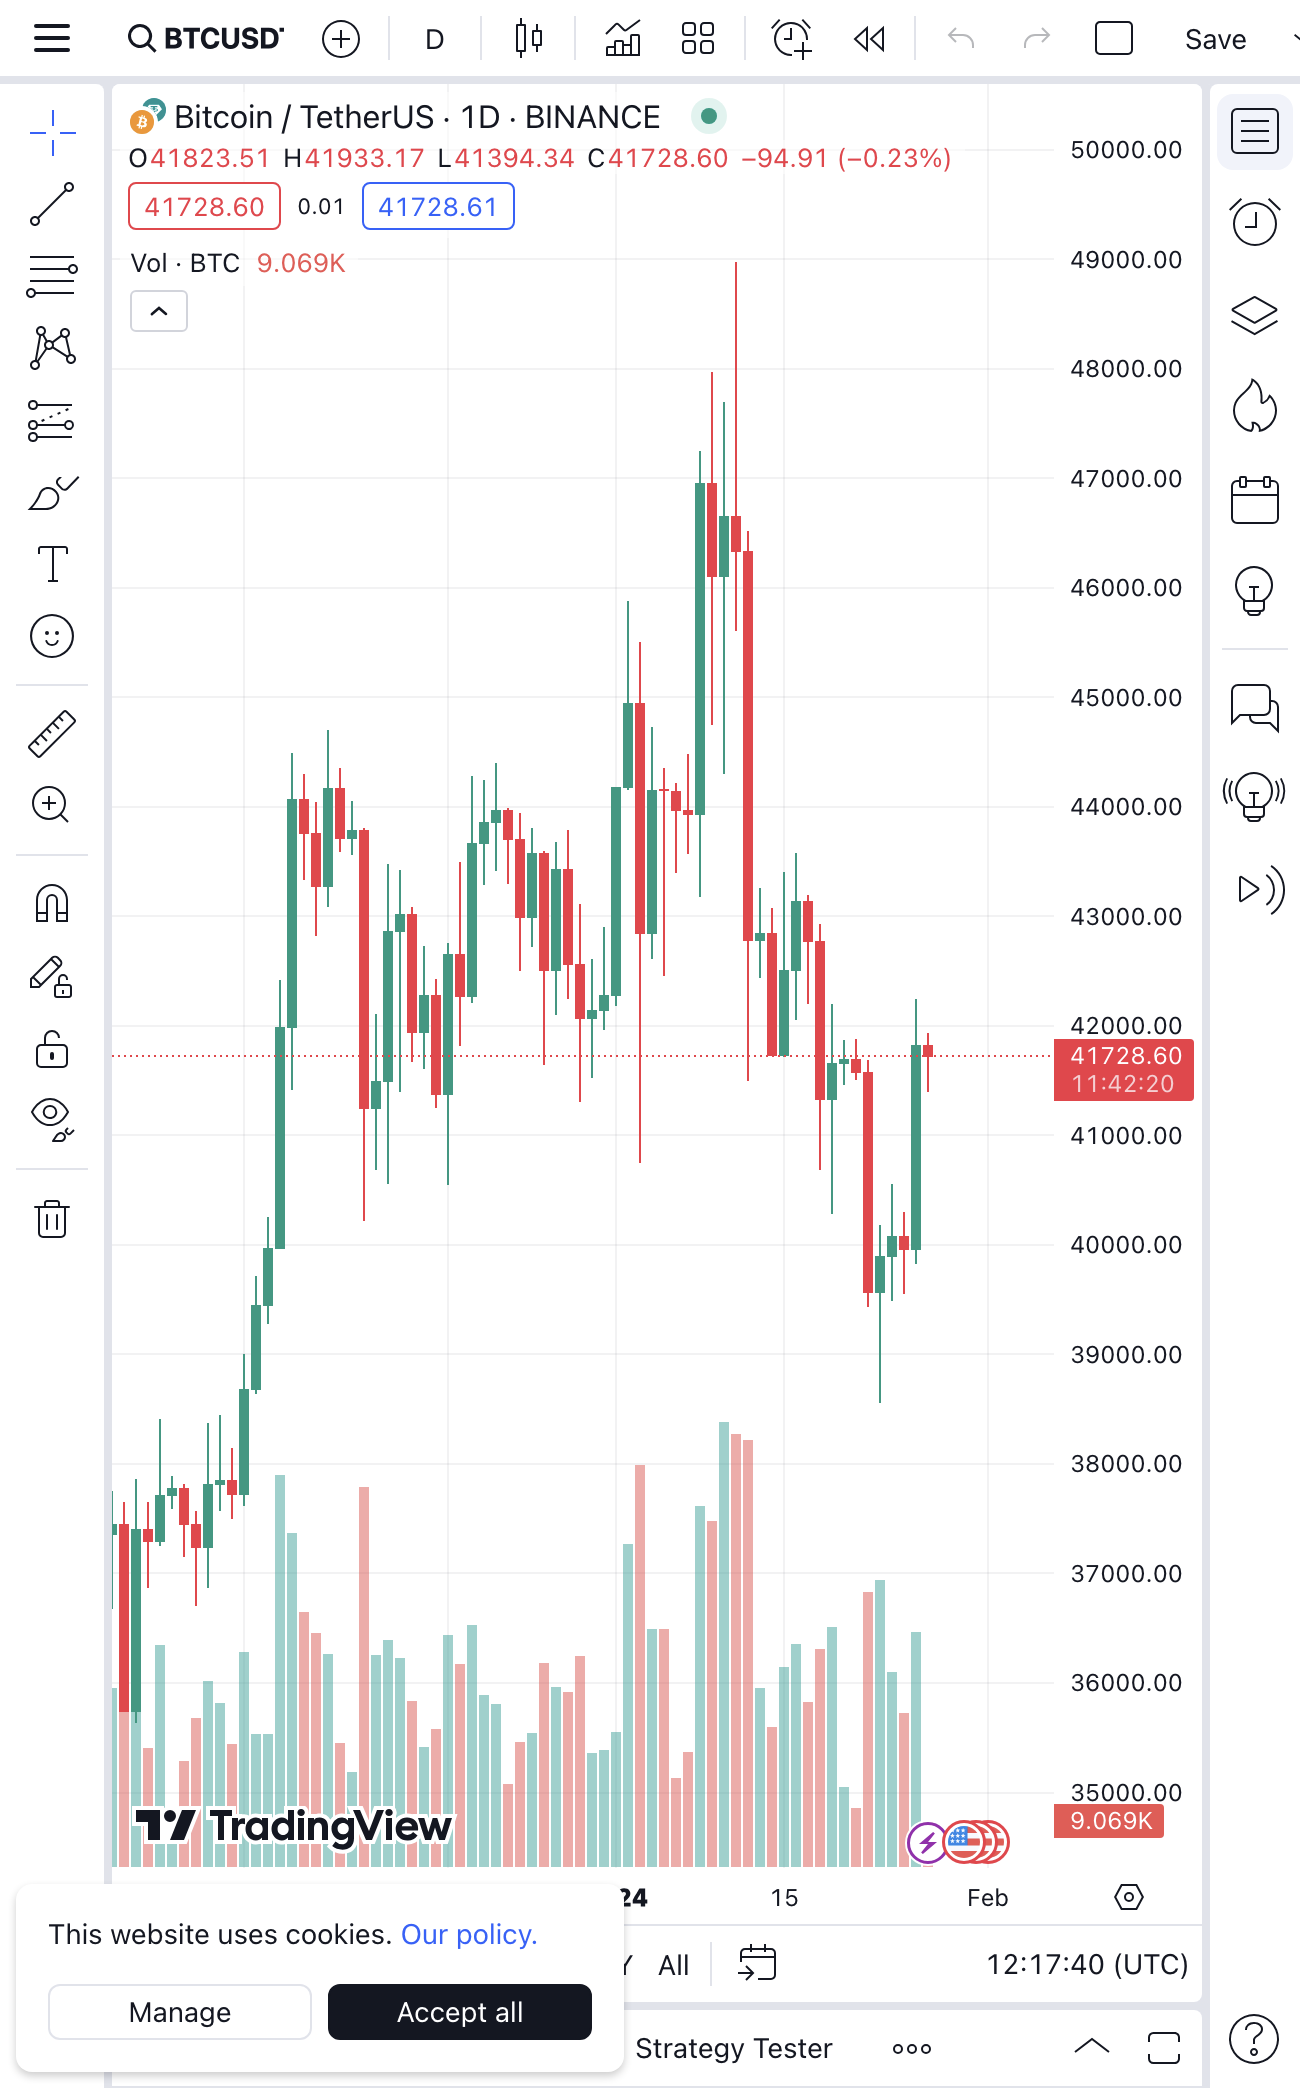 BTCUSDT
D
Save
Bitcoin / TetherUS · 1D · BINANCE
O41823.51 H41933.17 L41394.34 C41728.60 −94.91 (−0.23%)
41728.60 0.01 41728.61
Vol · BTC 9.069K
50000.00
49000.00
48000.00
47000.00
46000.00
45000.00
44000.00
43000.00
42000.00
41728.60
11:42:20
41000.00
40000.00
39000.00
38000.00
37000.00
36000.00
35000.00
9.069K
TradingView
24 15 Feb
This website uses cookies. Our policy.
Manage Accept all
Y All 12:17:40 (UTC)
Strategy Tester